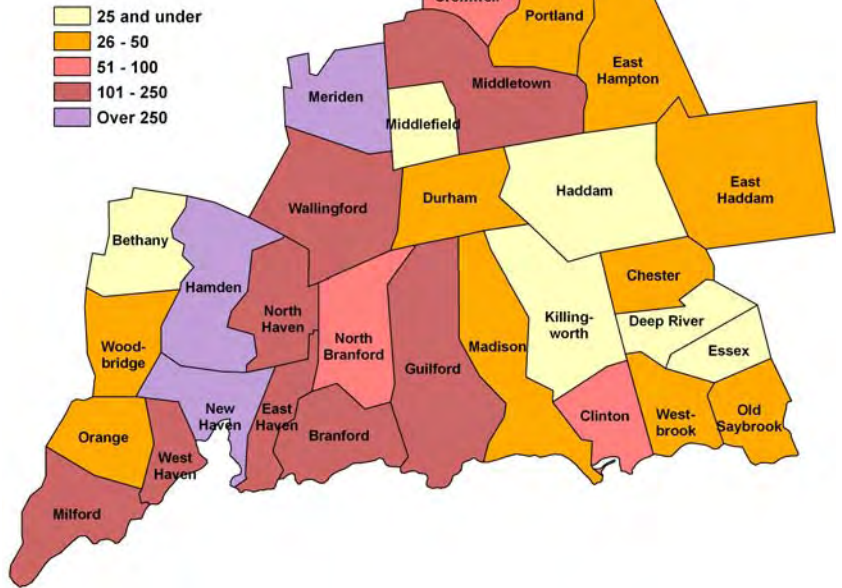 25 and under
26 - 50
51 - 100
101 - 250
Over 250
Portland
East
Hampton
Middletown
Meriden
Middlefield
Haddam
East
Haddam
Durham
Wallingford
Bethany
Chester
Hamden
North
Haven
Killing-
worth
Deep River
Wood-
bridge
North
Branford
Madison
Essex
Guilford
New
Haven
East
Haven
Clinton
West-
brook
Old
Saybrook
Orange
Branford
West
Haven
Milford